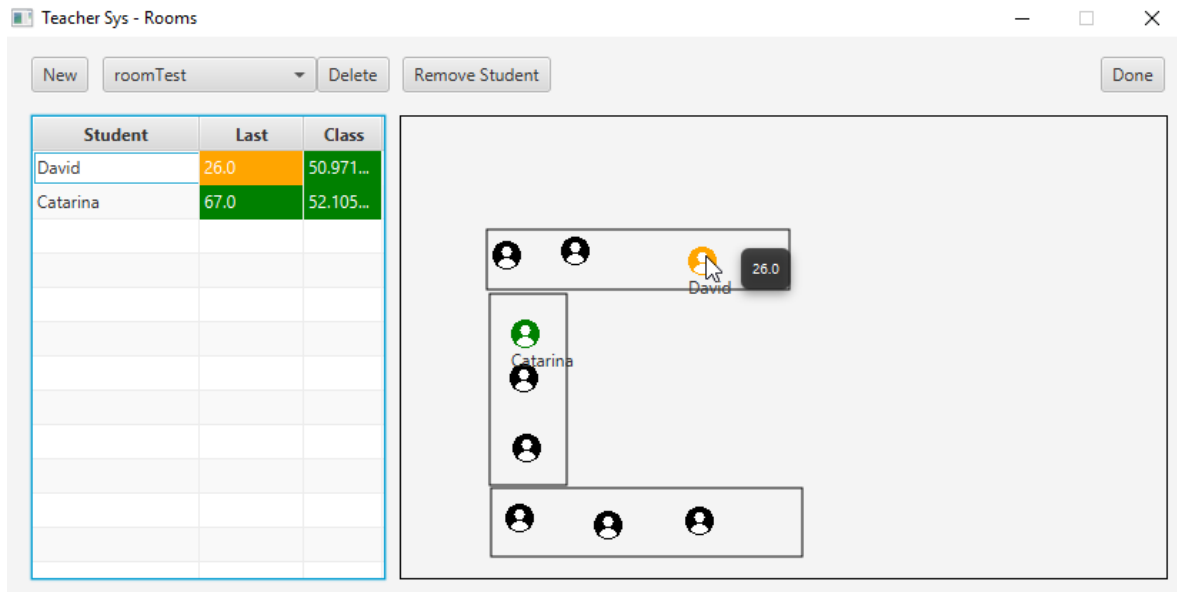 Teacher Sys - Rooms
New roomTest Delete Remove Student Done
Student Last Class
David 26.0 50.971...
Catarina 67.0 52.105...
26.0
David
Catarina